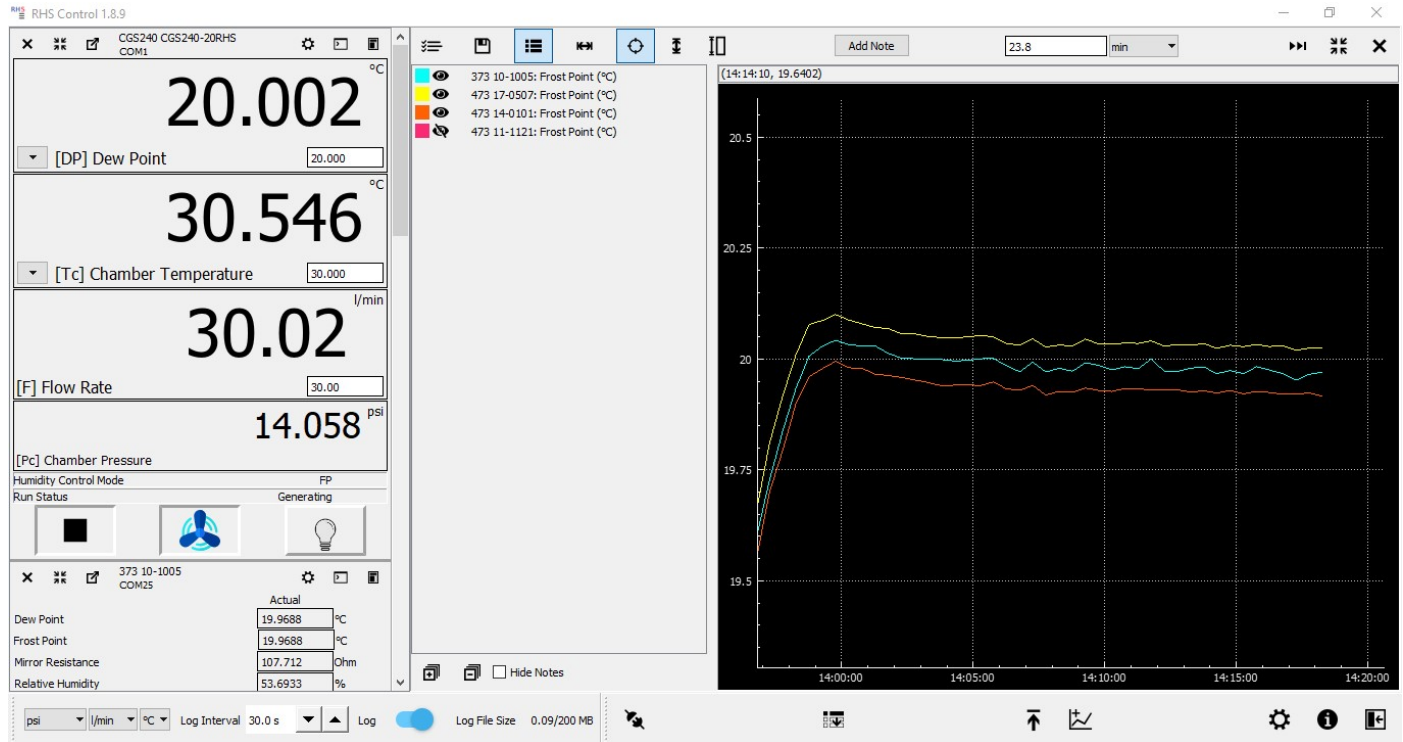 RHS Control 1.8.9
CGS240 CGS240-20RHS
COM1
°C
20.002
[DP] Dew Point
20.000
°C
30.546
[Tc] Chamber Temperature
30.000
l/min
30.02
[F] Flow Rate
30.00
psi
14.058
[Pc] Chamber Pressure
Humidity Control Mode FP
Run Status Generating
373 10-1005
COM25
Actual
Dew Point 19.9688 °C
Frost Point 19.9688 °C
Mirror Resistance 107.712 Ohm
Relative Humidity 53.6933 %
Add Note 23.8 min
373 10-1005: Frost Point (°C)
473 17-0507: Frost Point (°C)
473 14-0101: Frost Point (°C)
473 11-1121: Frost Point (°C)
Hide Notes
(14:14:10, 19.6402)
20.5
20.25
20
19.75
19.5
14:00:00 14:05:00 14:10:00 14:15:00 14:20:00
psi l/min °C Log Interval 30.0 s Log Log File Size 0.09/200 MB